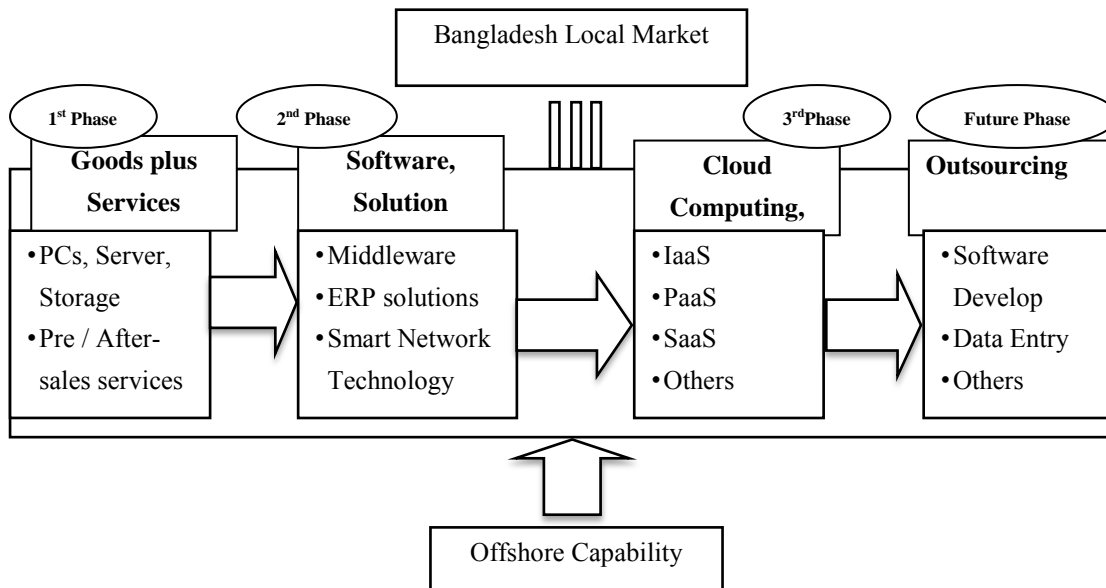 Bangladesh Local Market
1st Phase
Goods plus
Services
•PCs, Server,
Storage
•Pre / After-
sales services
2nd Phase
Software,
Solution
•Middleware
•ERP solutions
•Smart Network
Technology
3rdPhase
Cloud
Computing,
•IaaS
•PaaS
•SaaS
•Others
Future Phase
Outsourcing
•Software
Develop
•Data Entry
•Others
Offshore Capability